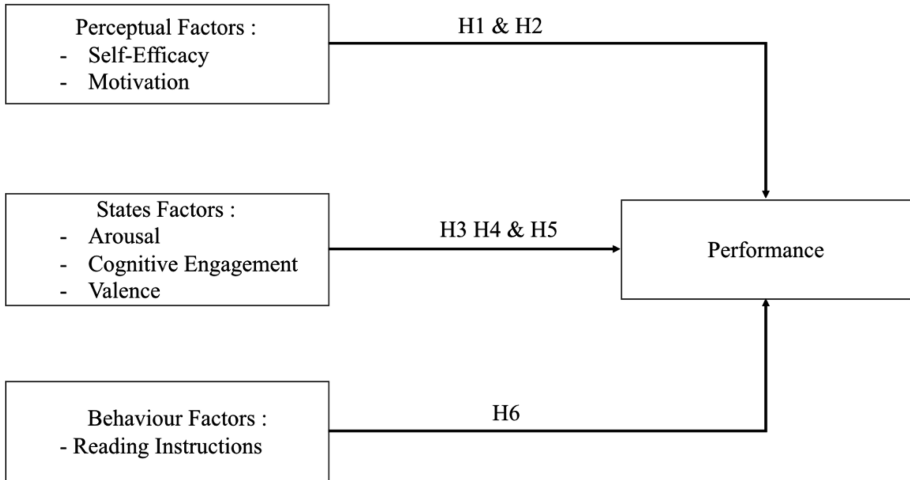 Perceptual Factors :
- Self-Efficacy
- Motivation
H1 & H2
States Factors :
- Arousal
- Cognitive Engagement
- Valence
H3 H4 & H5
Performance
Behaviour Factors :
- Reading Instructions
H6